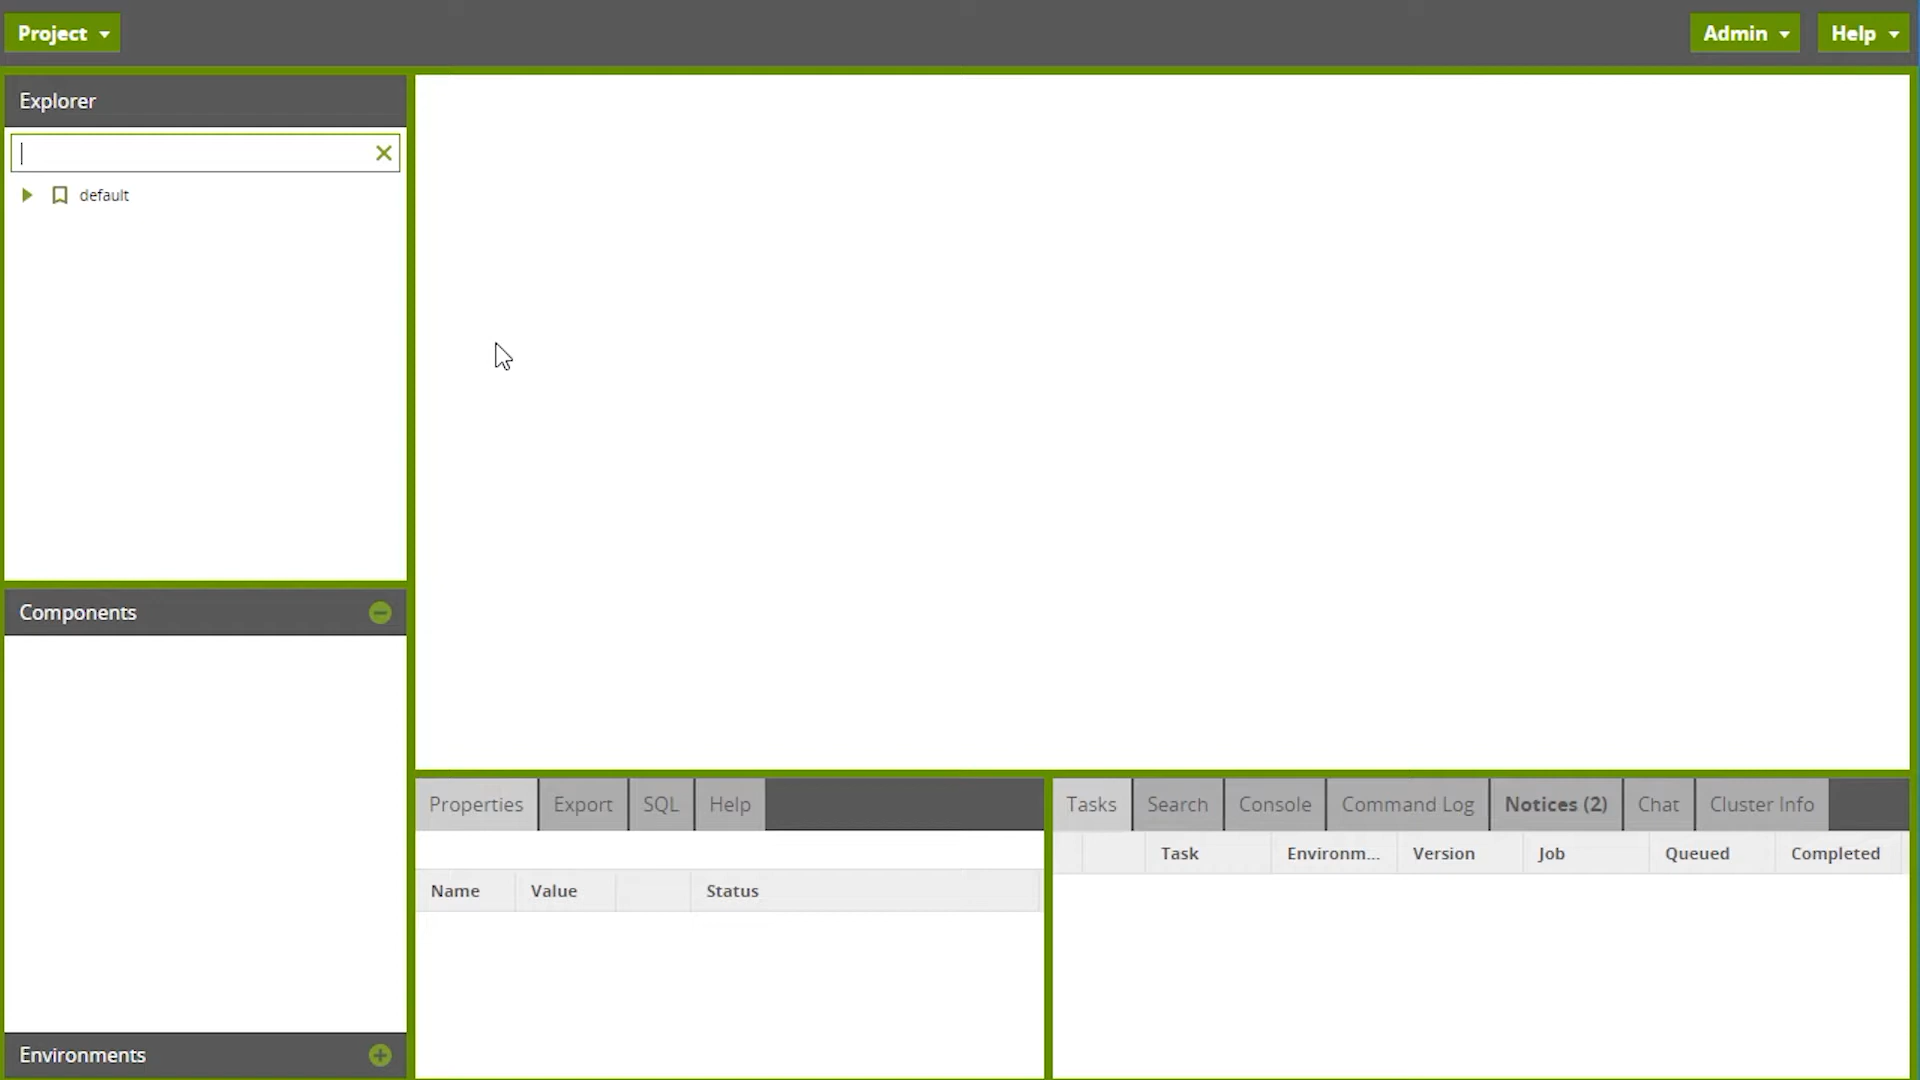 Project
Admin
Help
Explorer
default
Components
Environments
Properties
Export
SQL
Help
Name
Value
Status
Tasks
Search
Console
Command Log
Notices (2)
Chat
Cluster Info
Task
Environm...
Version
Job
Queued
Completed